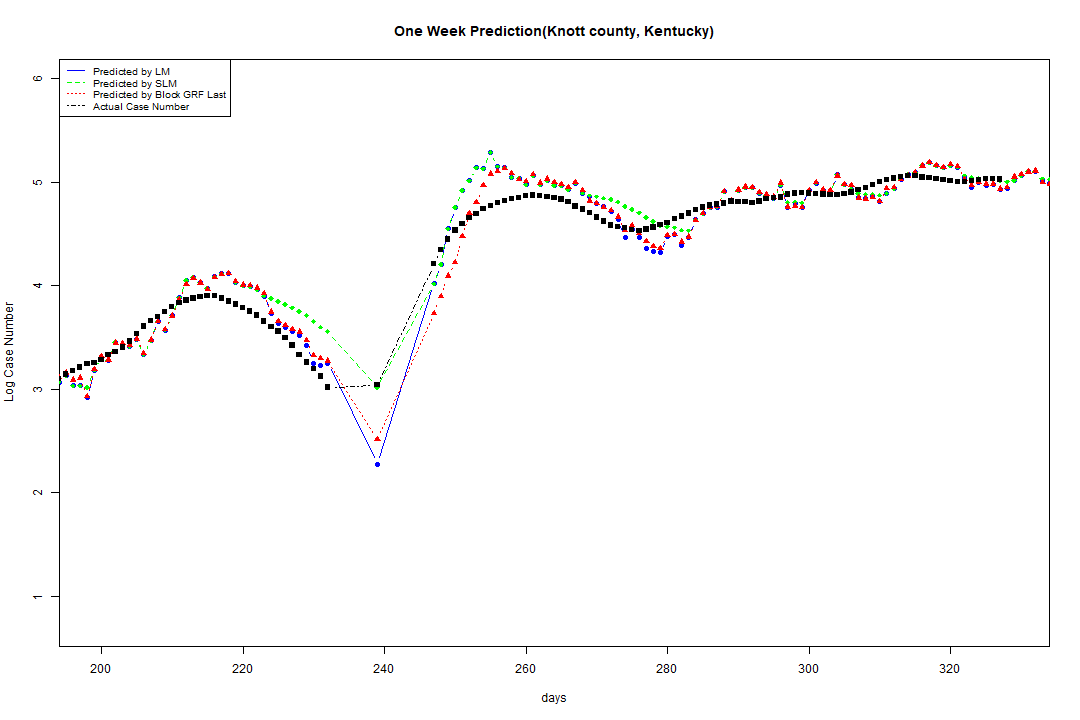 One Week Prediction(Knott county, Kentucky)
Predicted by LM
Predicted by SLM
Predicted by Block GRF Last
Actual Case Number
6
5
4
3
2
1
Log Case Number
200 220 240 260 280 300 320
days